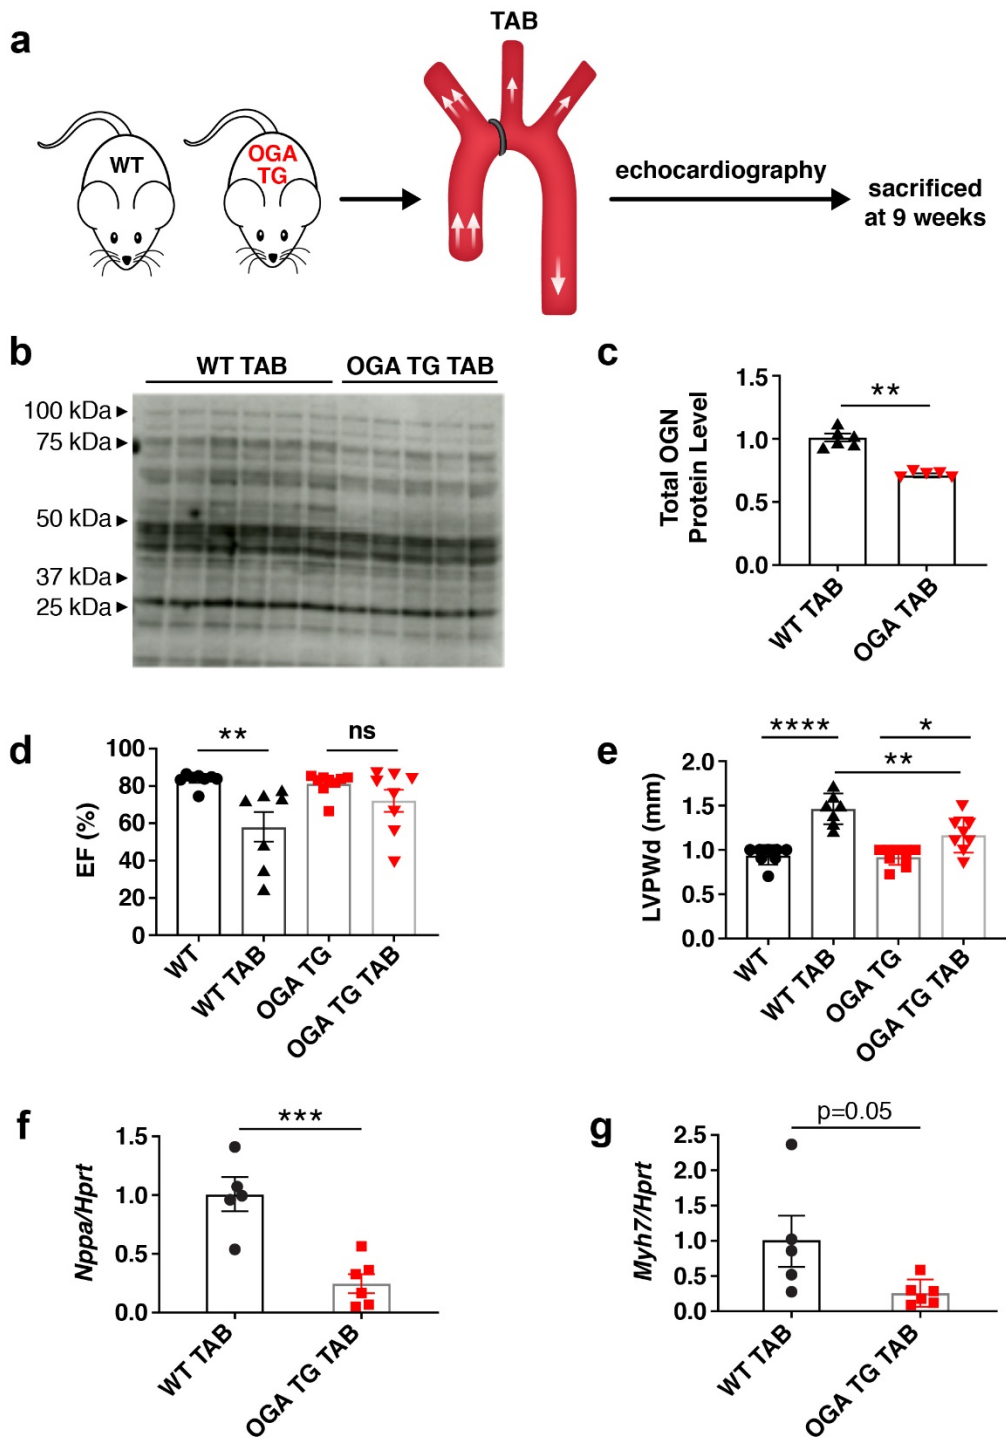 a
TAB
WT
OGA
TG
echocardiography
sacrificed
at 9 weeks
b
WT TAB
OGA TG TAB
100 kDa
75 kDa
50 kDa
37 kDa
25 kDa
c
Total OGN
Protein Level
1.5
1.0
0.5
0.0
**
WT TAB
OGA TAB
d
EF (%)
100
80
60
40
20
0
**
ns
WT
WT TAB
OGA TG
OGA TG TAB
e
LVPWd (mm)
2.0
1.5
1.0
0.5
0.0
****
*
**
WT
WT TAB
OGA TG
OGA TG TAB
f
Nppa/Hprt
1.5
1.0
0.5
0.0
***
WT TAB
OGA TG TAB
g
Myh7/Hprt
2.5
2.0
1.5
1.0
0.5
0.0
p=0.05
WT TAB
OGA TG TAB